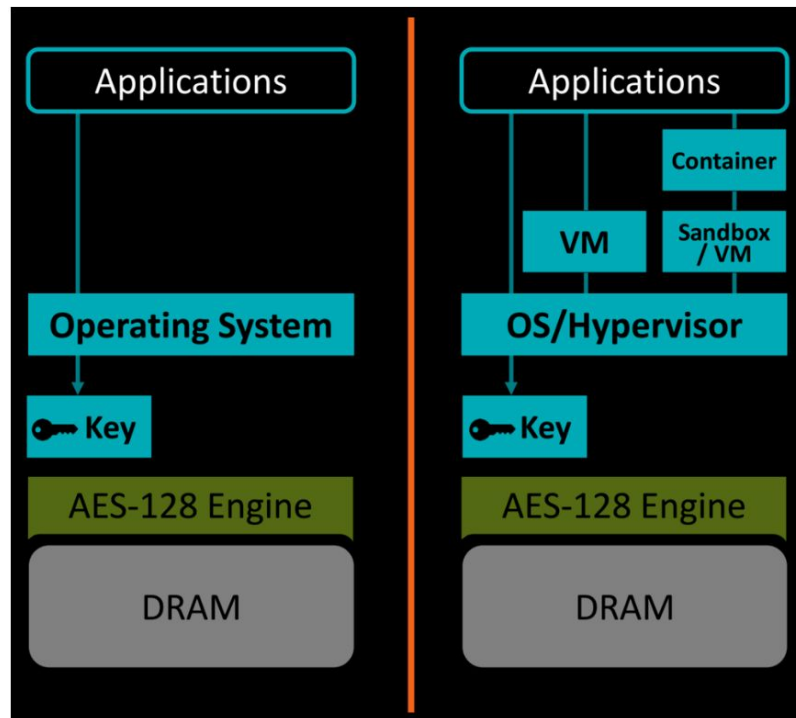 Applications
Operating System
Key
AES-128 Engine
DRAM
Applications
Container
VM
Sandbox
/ VM
OS/Hypervisor
Key
AES-128 Engine
DRAM